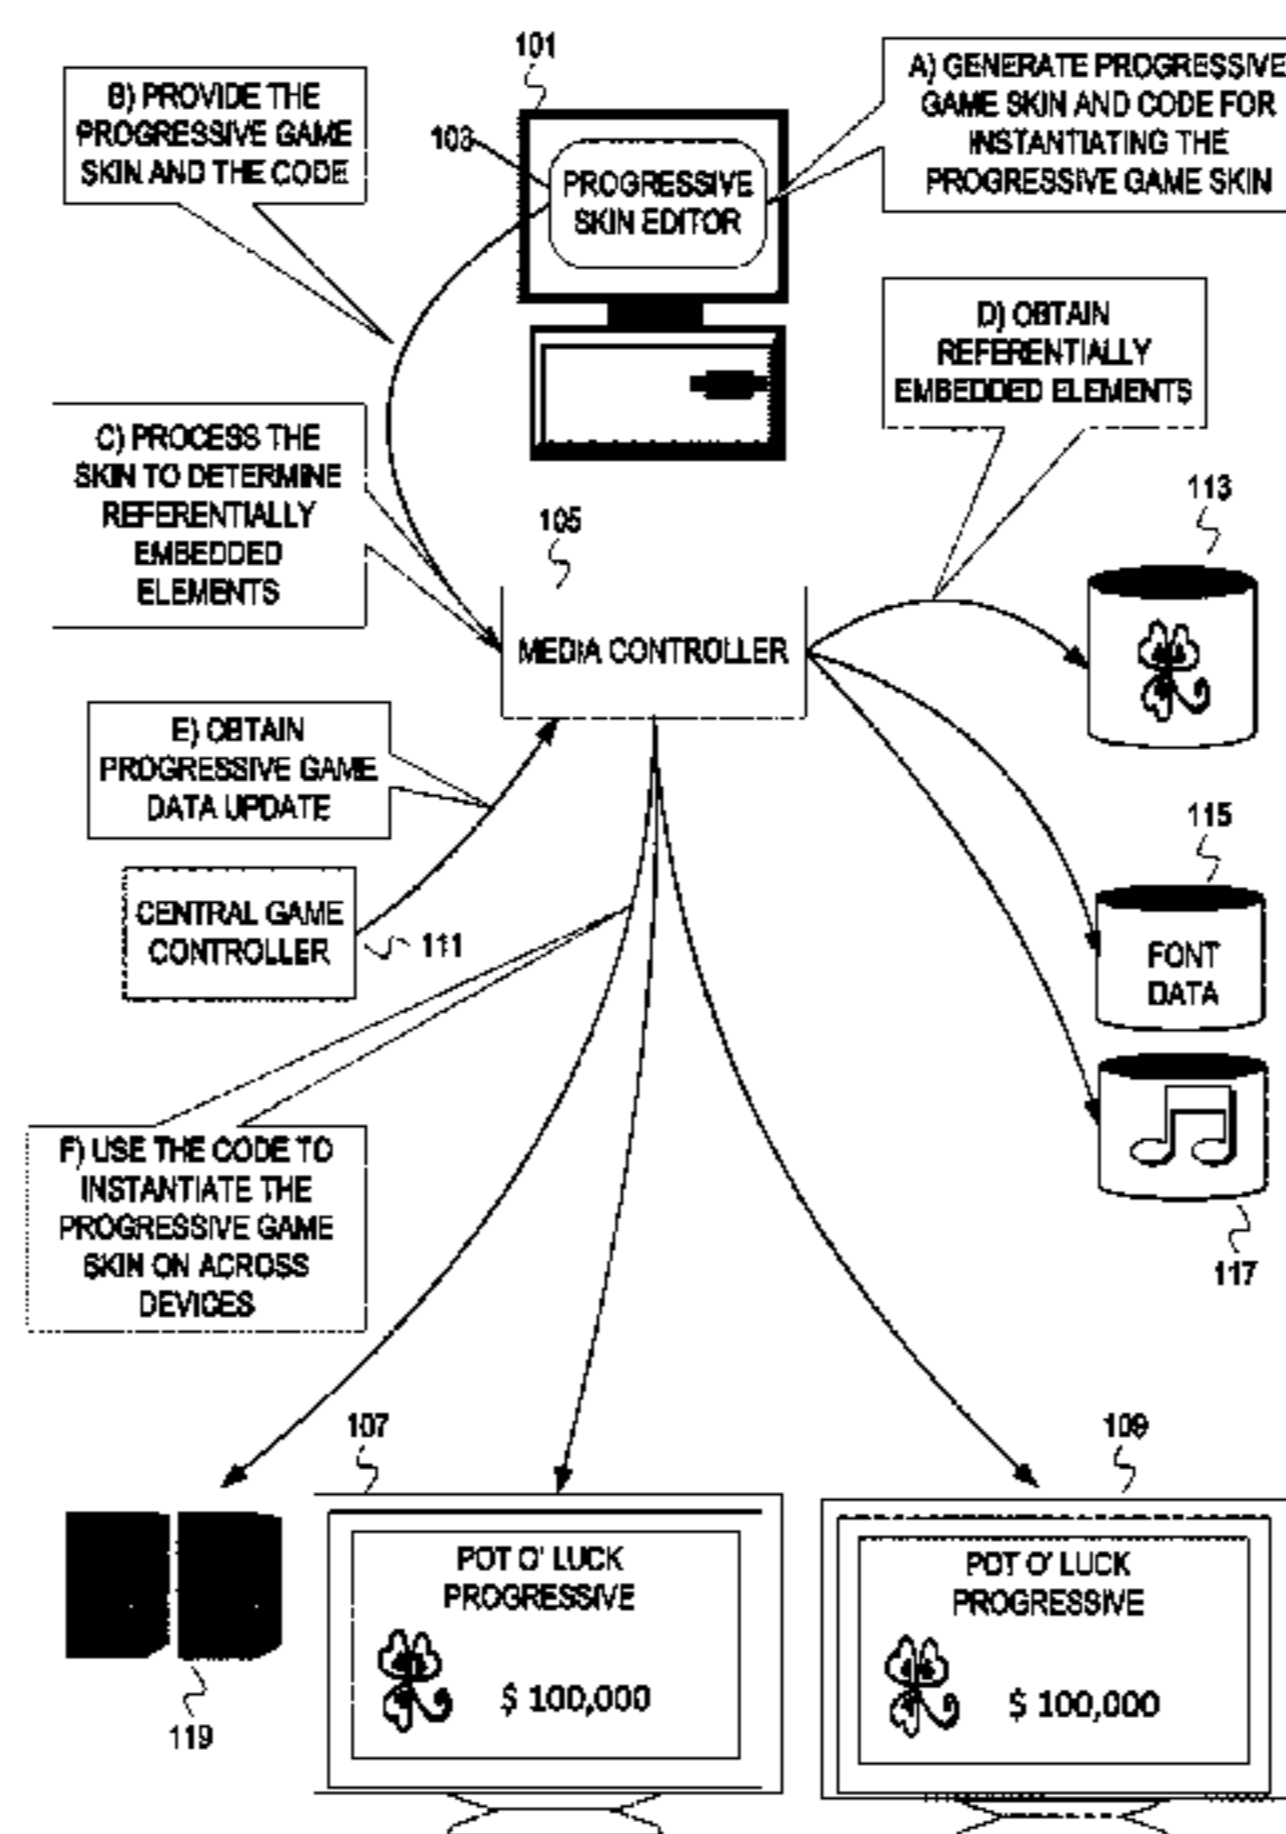 101
A) GENERATE PROGRESSIVE
GAME SKIN AND CODE FOR
INSTANTIATING THE
PROGRESSIVE GAME SKIN
B) PROVIDE THE
PROGRESSIVE GAME
SKIN AND THE CODE
103
PROGRESSIVE
SKIN EDITOR
D) OBTAIN
REFERENTIALLY
EMBEDDED ELEMENTS
C) PROCESS THE
SKIN TO DETERMINE
REFERENTIALLY
EMBEDDED
ELEMENTS
105
113
MEDIA CONTROLLER
E) OBTAIN
PROGRESSIVE GAME
DATA UPDATE
115
CENTRAL GAME
CONTROLLER
111
FONT
DATA
F) USE THE CODE TO
INSTANTIATE THE
PROGRESSIVE GAME
SKIN ON ACROSS
DEVICES
117
107
109
POT O' LUCK
PROGRESSIVE
$ 100,000
POT O' LUCK
PROGRESSIVE
$ 100,000
119